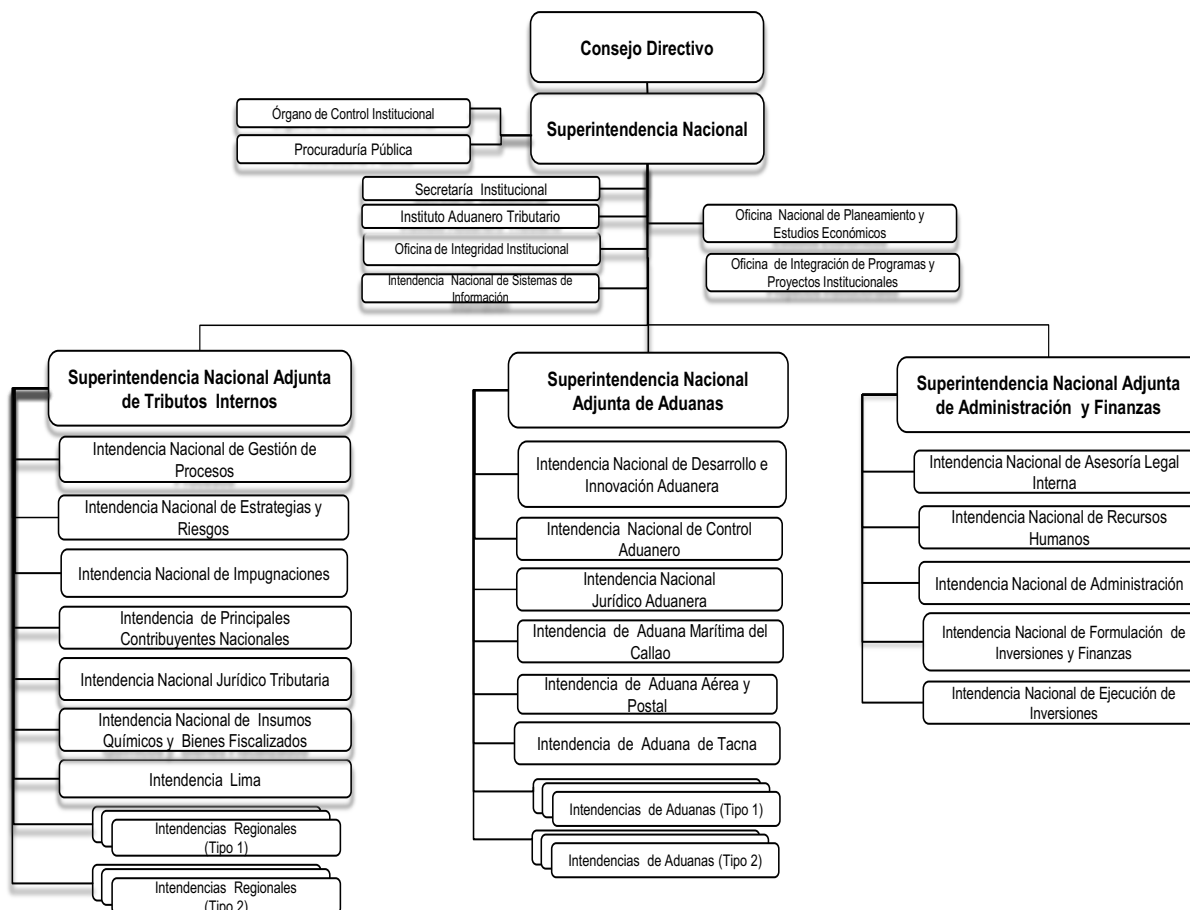 Consejo Directivo
Superintendencia Nacional
Órgano de Control Institucional
Procuraduría Pública
Secretaría Institucional
Instituto Aduanero Tributario
Oficina de Integridad Institucional
Intendencia Nacional de Sistemas de
Información
Oficina Nacional de Planeamiento y
Estudios Económicos
Oficina de Integración de Programas y
Proyectos Institucionales
Superintendencia Nacional Adjunta
de Tributos Internos
Intendencia Nacional de Gestión de
Procesos
Intendencia Nacional de Estrategias y
Riesgos
Intendencia Nacional de Impugnaciones
Intendencia de Principales
Contribuyentes Nacionales
Intendencia Nacional Jurídico Tributaria
Intendencia Nacional de Insumos
Químicos y Bienes Fiscalizados
Intendencia Lima
Intendencias Regionales
(Tipo 1)
Intendencias Regionales
(Tipo 2)
Superintendencia Nacional
Adjunta de Aduanas
Intendencia Nacional de Desarrollo e
Innovación Aduanera
Intendencia Nacional de Control
Aduanero
Intendencia Nacional
Jurídico Aduanera
Intendencia de Aduana Marítima del
Callao
Intendencia de Aduana Aérea y
Postal
Intendencia de Aduana de Tacna
Intendencias de Aduanas (Tipo 1)
Intendencias de Aduanas (Tipo 2)
Superintendencia Nacional Adjunta
de Administración y Finanzas
Intendencia Nacional de Asesoría Legal
Interna
Intendencia Nacional de Recursos
Humanos
Intendencia Nacional de Administración
Intendencia Nacional de Formulación de
Inversiones y Finanzas
Intendencia Nacional de Ejecución de
Inversiones